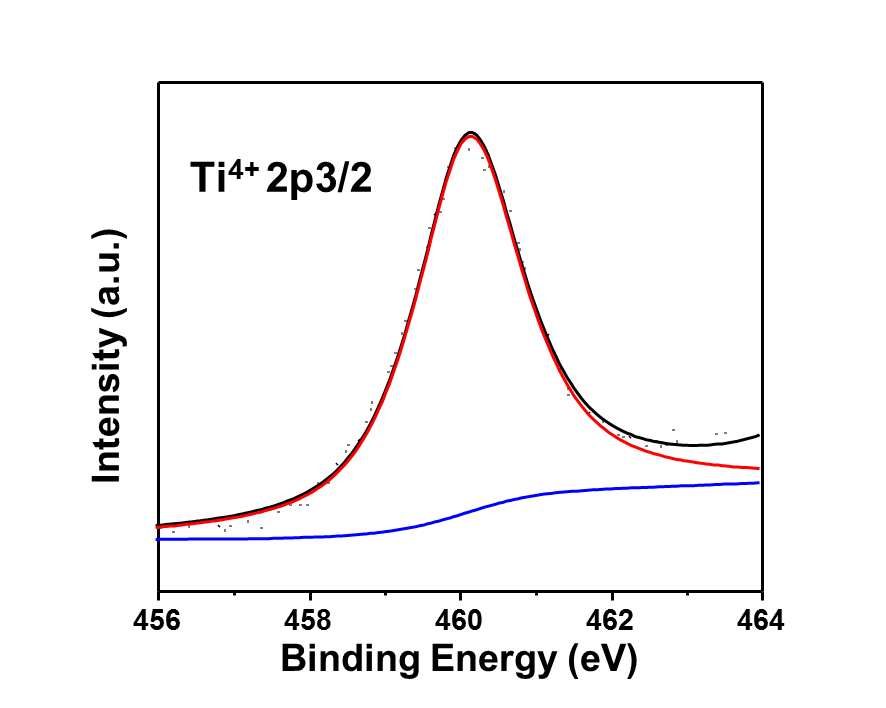 Ti⁴⁺ 2p3/2
Intensity (a.u.)
456 458 460 462 464
Binding Energy (eV)